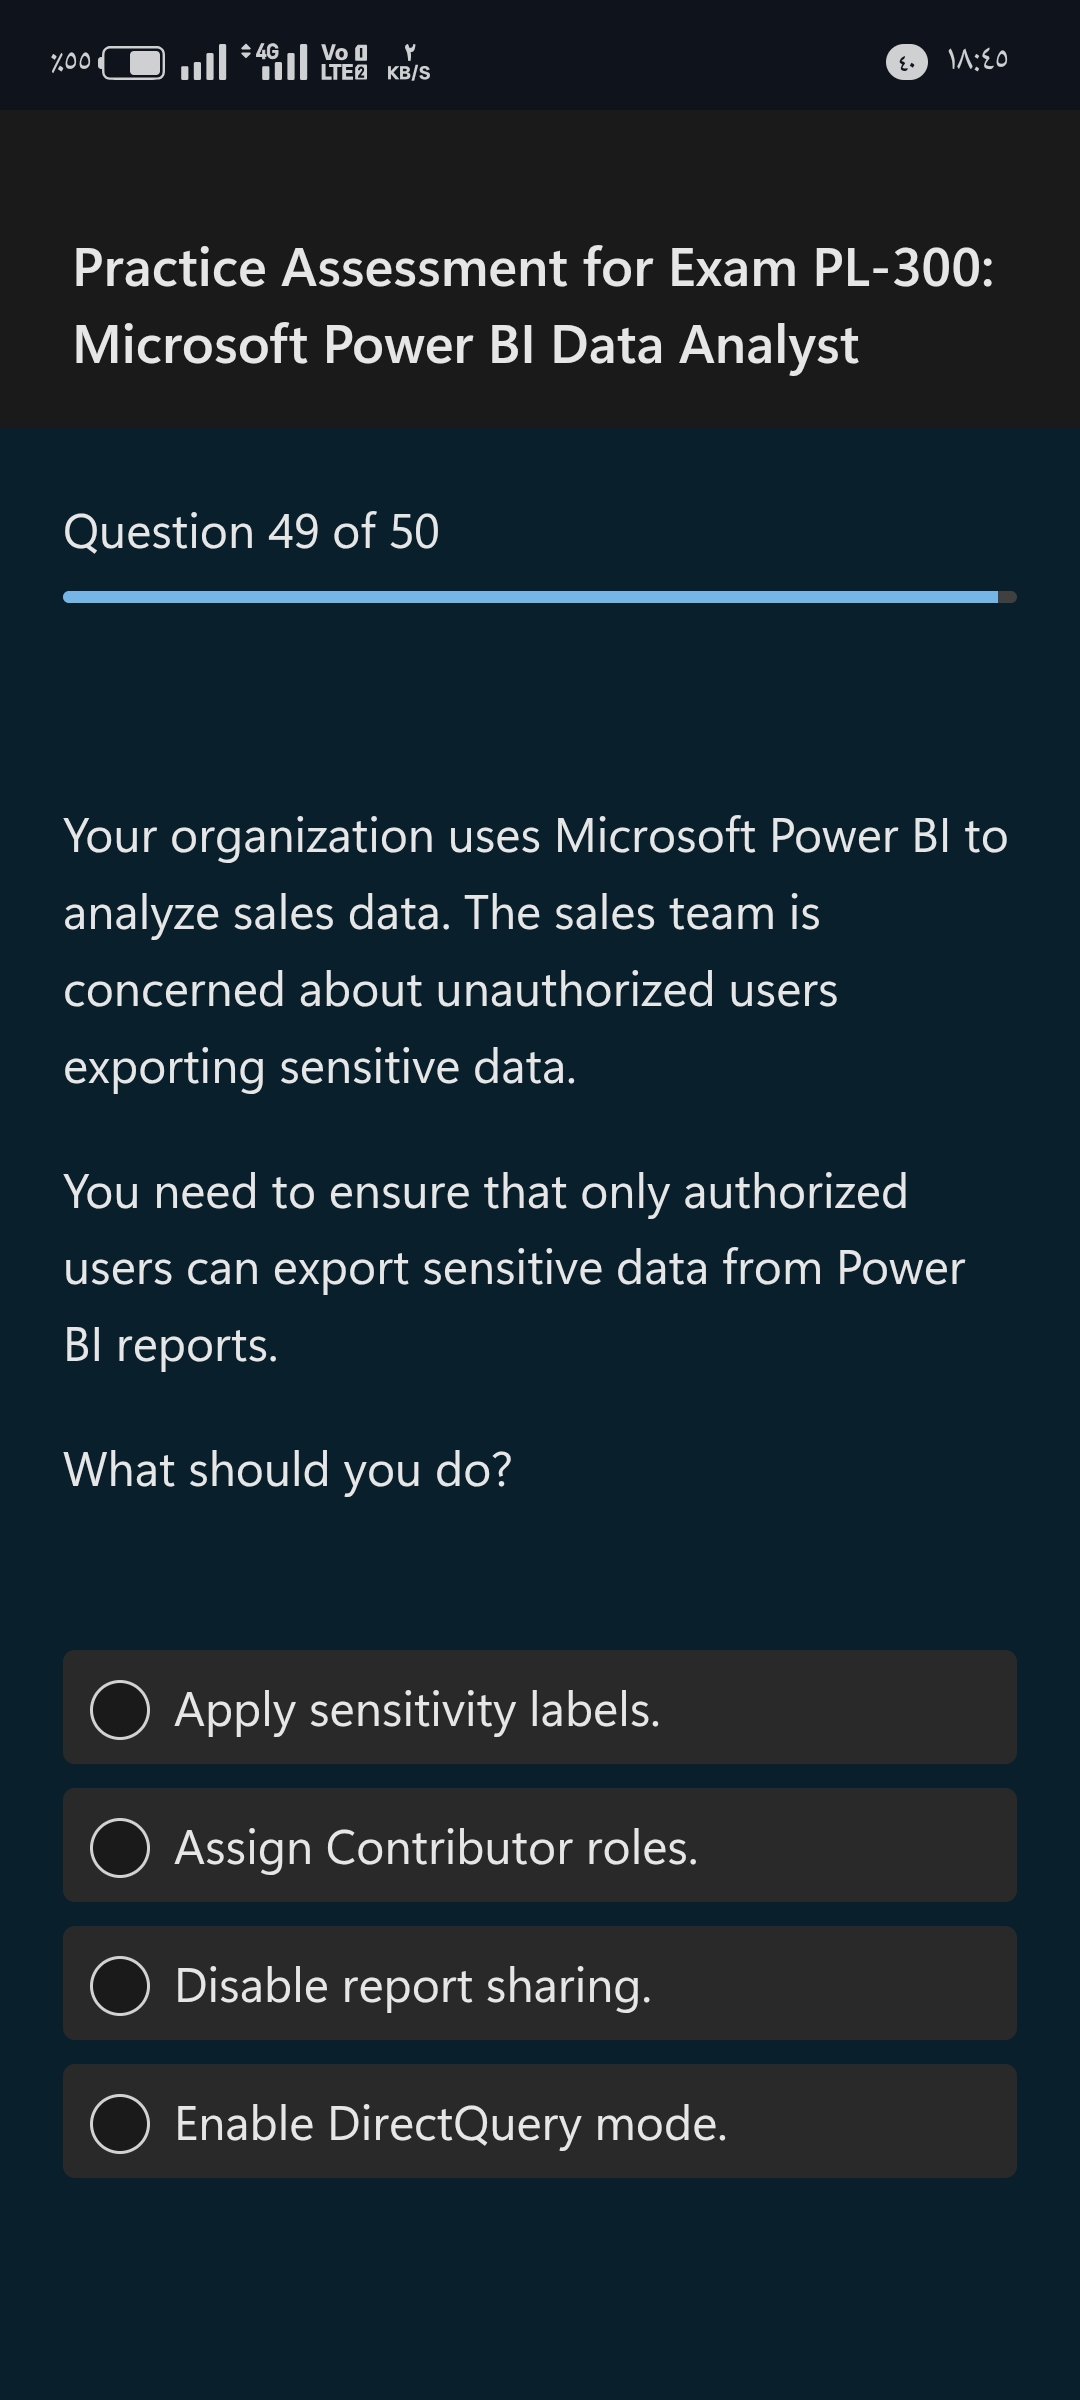 ٪٥٥ 4G Vo 1 LTE 2 ٢ KB/S ٤٠ ١٨:٤٥
Practice Assessment for Exam PL-300:
Microsoft Power BI Data Analyst
Question 49 of 50
Your organization uses Microsoft Power BI to
analyze sales data. The sales team is
concerned about unauthorized users
exporting sensitive data.
You need to ensure that only authorized
users can export sensitive data from Power
BI reports.
What should you do?
Apply sensitivity labels.
Assign Contributor roles.
Disable report sharing.
Enable DirectQuery mode.